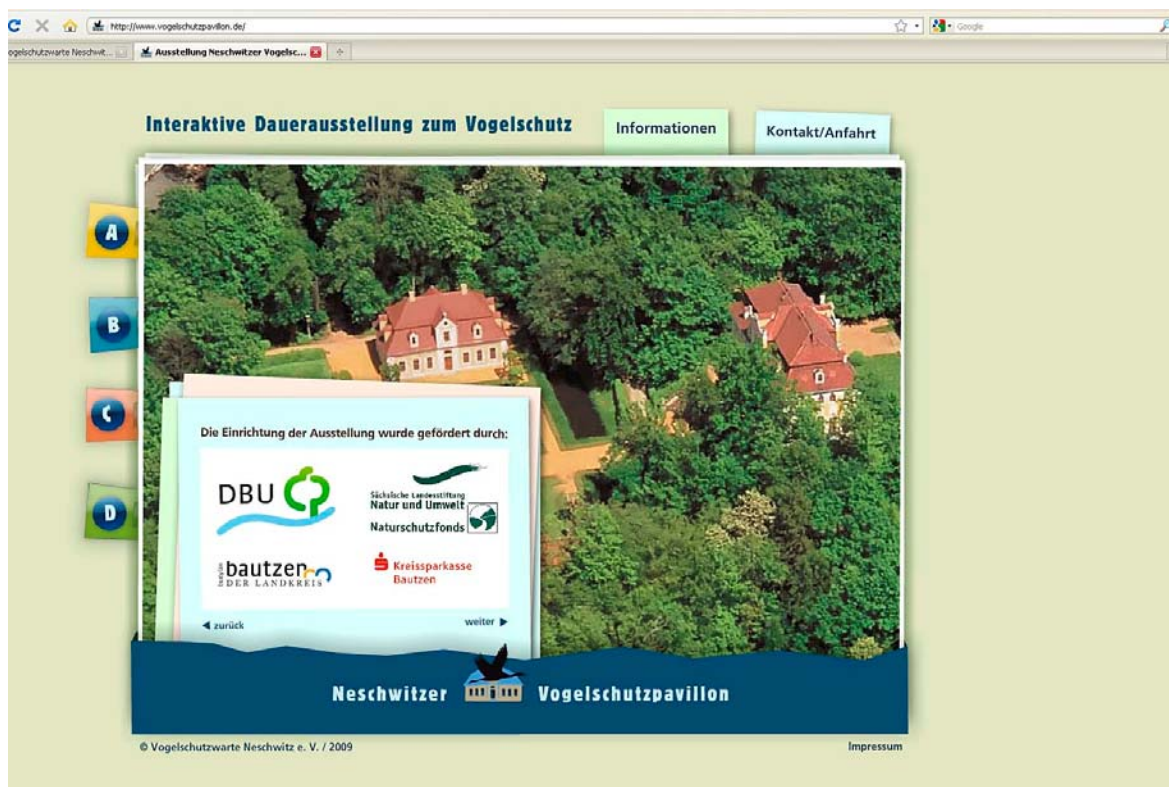 http://www.vogelschutzpavillon.de/
Google
ogelschutzwarte Neschwit...
Ausstellung Neschwitzer Vogelsc...
Interaktive Dauerausstellung zum Vogelschutz
Informationen
Kontakt/Anfahrt
A
B
C
D
Die Einrichtung der Ausstellung wurde gefördert durch:
DBU
Sächsische Landesstiftung
Natur und Umwelt
Naturschutzfonds
bautzen
DER LANDKREIS
Kreissparkasse
Bautzen
zurück
weiter
Neschwitzer Vogelschutzpavillon
© Vogelschutzwarte Neschwitz e. V. / 2009
Impressum